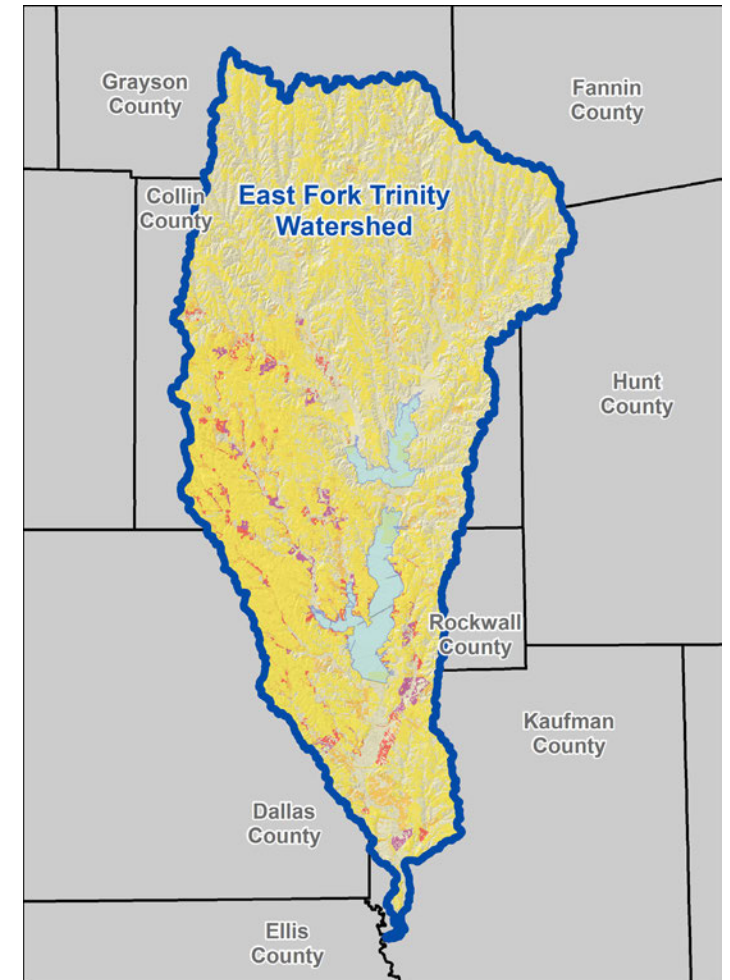 Grayson
County
Fannin
County
Collin
County
East Fork Trinity
Watershed
Hunt
County
Rockwall
County
Kaufman
County
Dallas
County
Ellis
County